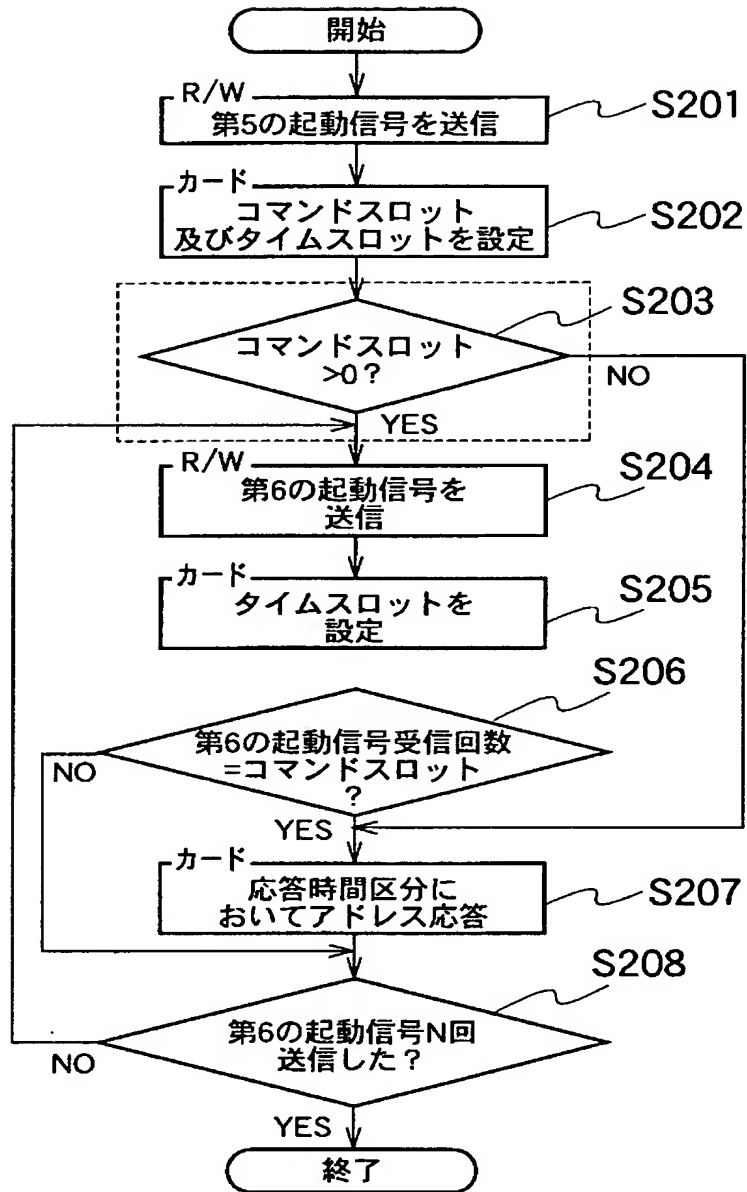 開始
R/W
第5の起動信号を送信
S201
カード
コマンドスロット
及びタイムスロットを設定
S202
S203
コマンドスロット
>0?
NO
YES
R/W
第6の起動信号を
送信
S204
カード
タイムスロットを
設定
S205
S206
第6の起動信号受信回数
=コマンドスロット
?
NO
YES
カード
応答時間区分に
おいてアドレス応答
S207
S208
第6の起動信号N回
送信した?
NO
YES
終了